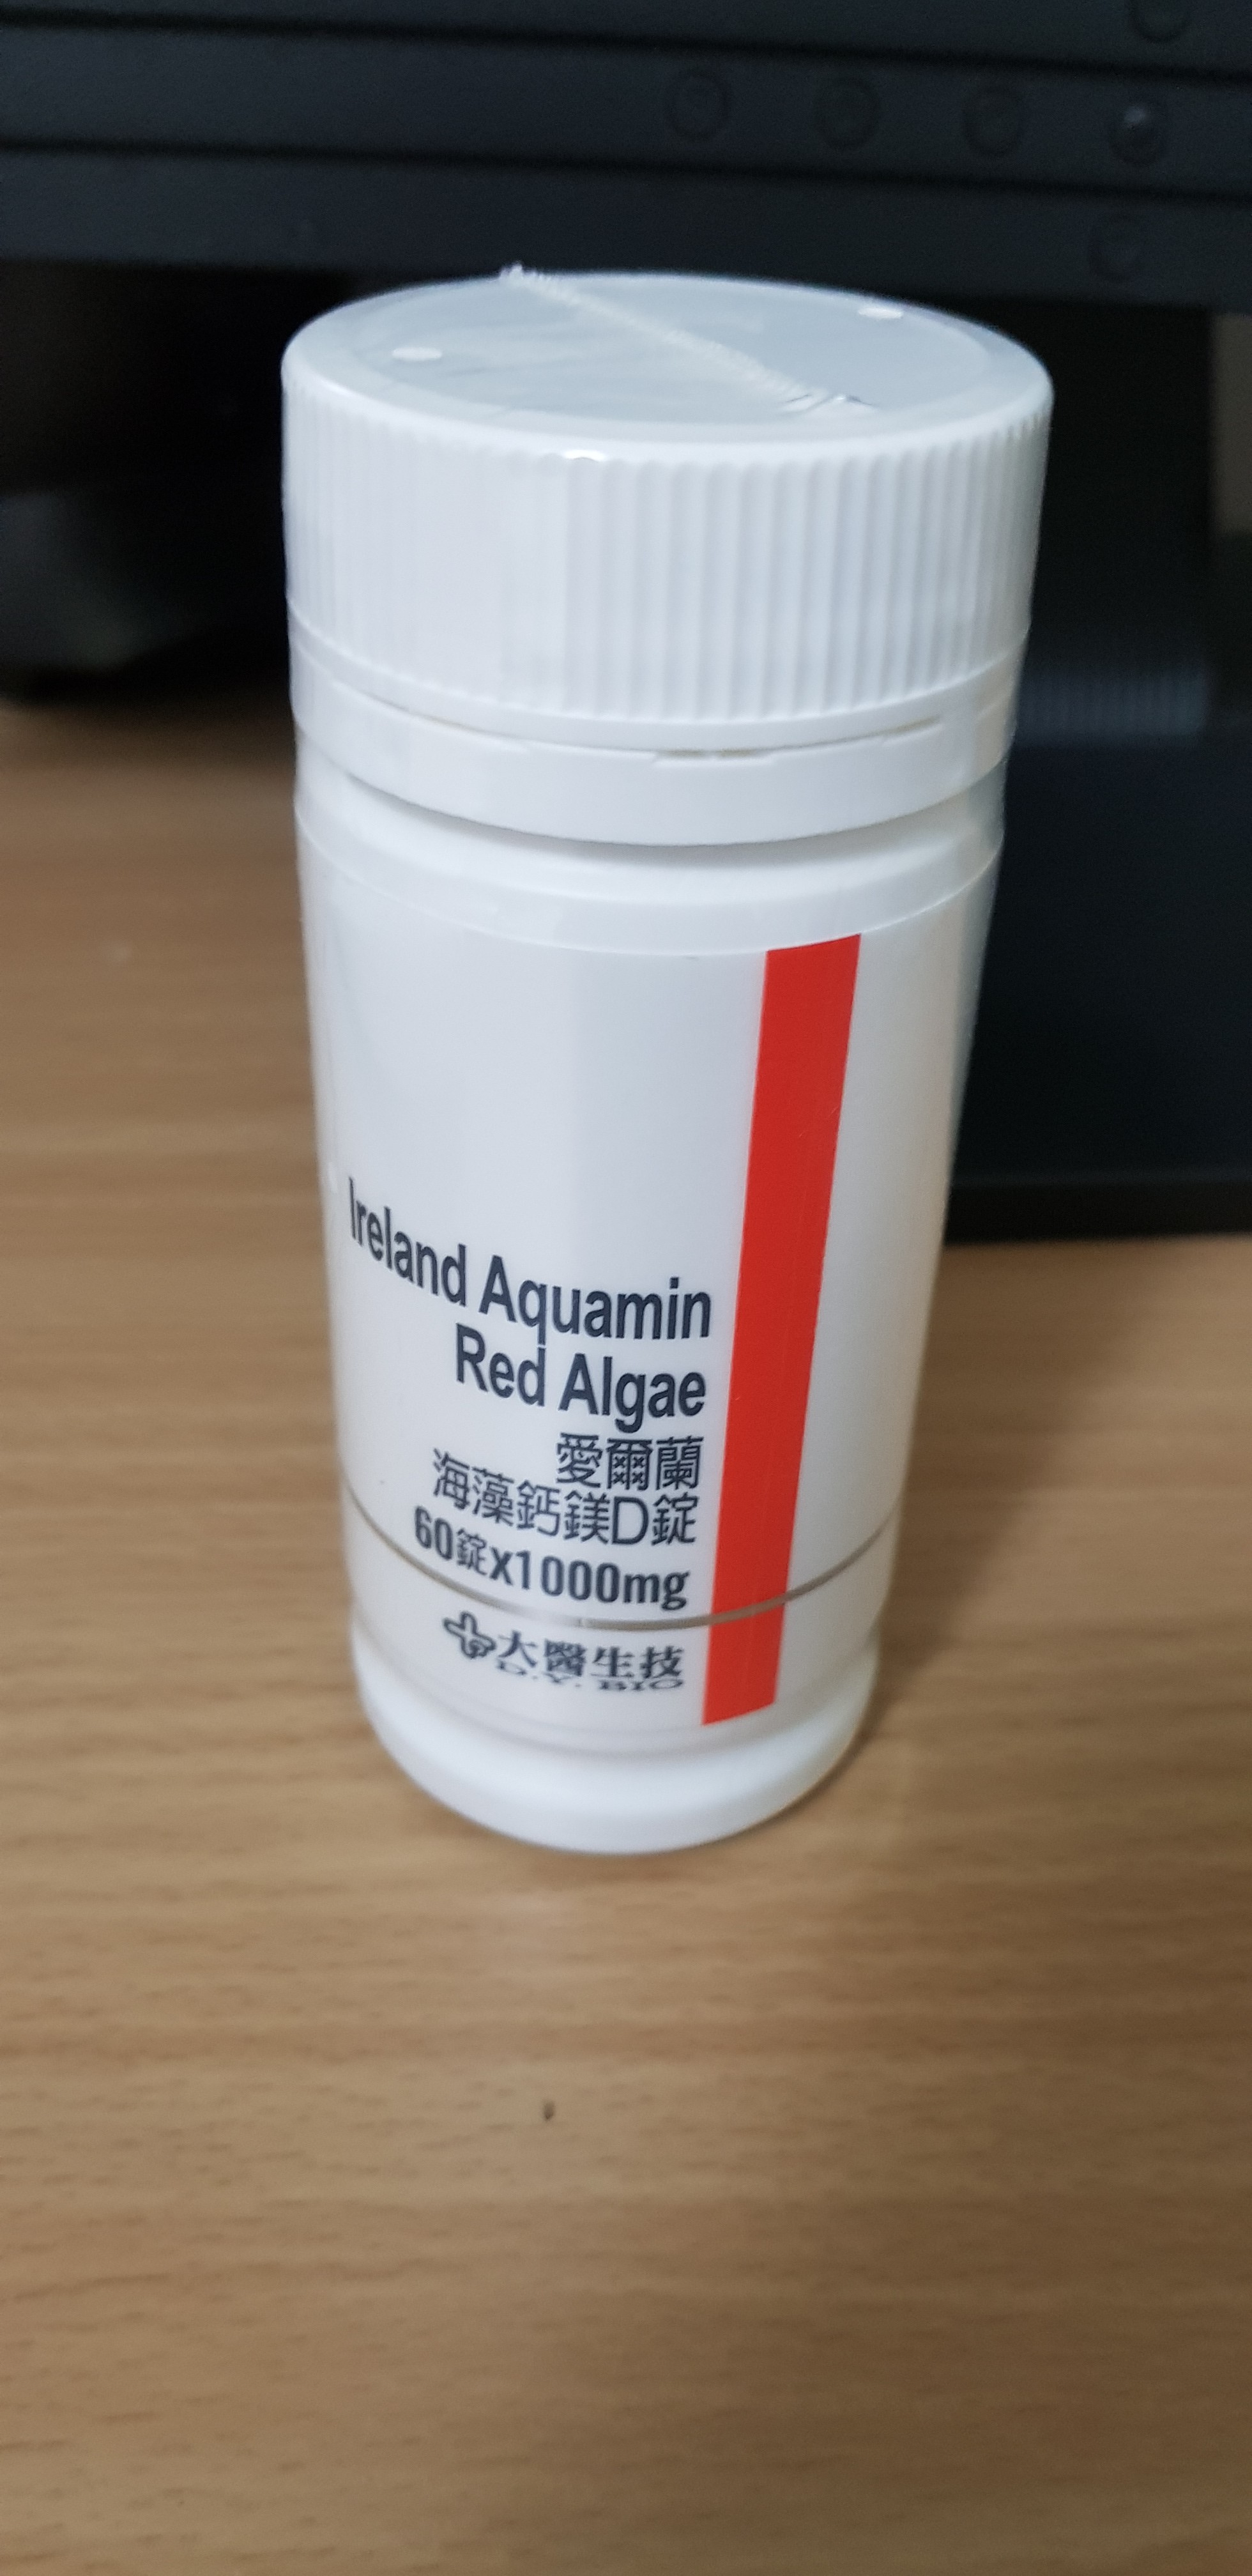 Ireland Aquamin
Red Algae
愛爾蘭
海藻鈣鎂D錠
60錠x1000mg
大醫生技
D.Y. BIO